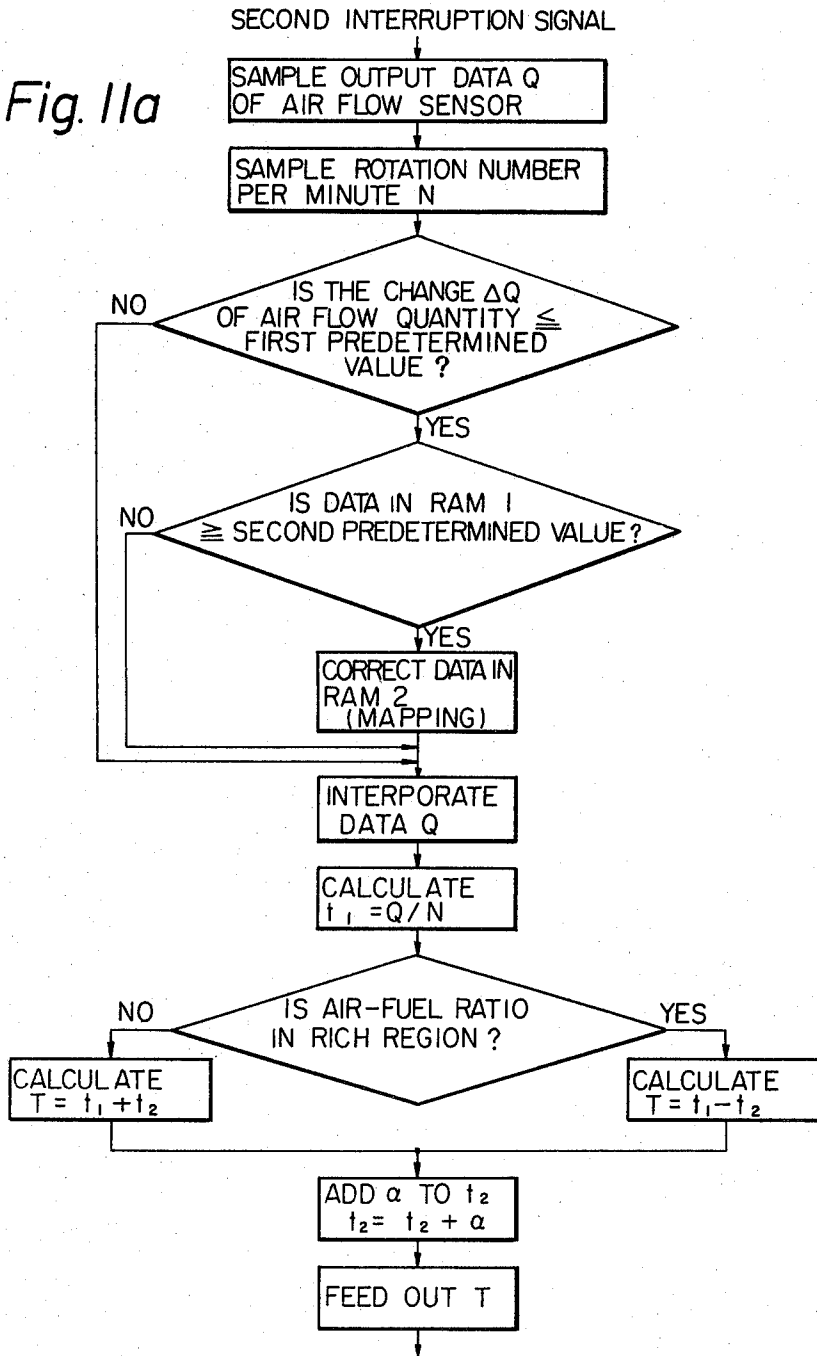 SECOND INTERRUPTION SIGNAL
Fig. 11a
SAMPLE OUTPUT DATA Q
OF AIR FLOW SENSOR
SAMPLE ROTATION NUMBER
PER MINUTE N
NO
IS THE CHANGE ΔQ
OF AIR FLOW QUANTITY ≦
FIRST PREDETERMINED
VALUE ?
YES
NO
IS DATA IN RAM 1
≧ SECOND PREDETERMINED VALUE?
YES
CORRECT DATA IN
RAM 2
(MAPPING)
INTERPORATE
DATA Q
CALCULATE
t₁ = Q/N
NO
IS AIR-FUEL RATIO
IN RICH REGION ?
YES
CALCULATE
T = t₁ + t₂
CALCULATE
T = t₁ - t₂
ADD α TO t₂
t₂ = t₂ + α
FEED OUT T